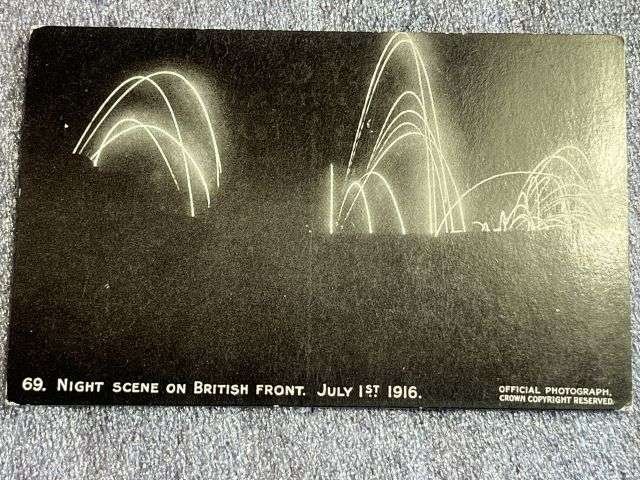 69. NIGHT SCENE ON BRITISH FRONT. JULY 1ST 1916.
OFFICIAL PHOTOGRAPH.
CROWN COPYRIGHT RESERVED.